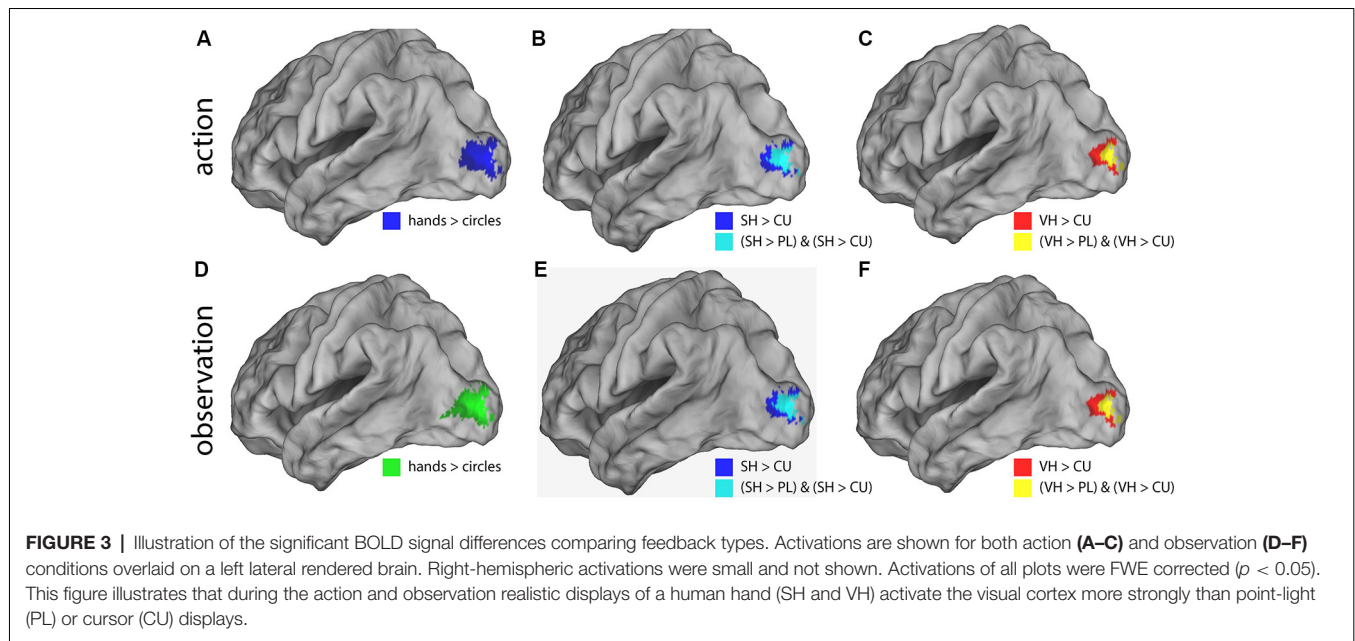 A
B
C
action
hands > circles
SH > CU
(SH > PL) & (SH > CU)
VH > CU
(VH > PL) & (VH > CU)
D
E
F
observation
hands > circles
SH > CU
(SH > PL) & (SH > CU)
VH > CU
(VH > PL) & (VH > CU)
FIGURE 3 | Illustration of the significant BOLD signal differences comparing feedback types. Activations are shown for both action (A–C) and observation (D–F)
conditions overlaid on a left lateral rendered brain. Right-hemispheric activations were small and not shown. Activations of all plots were FWE corrected (p < 0.05).
This figure illustrates that during the action and observation realistic displays of a human hand (SH and VH) activate the visual cortex more strongly than point-light
(PL) or cursor (CU) displays.